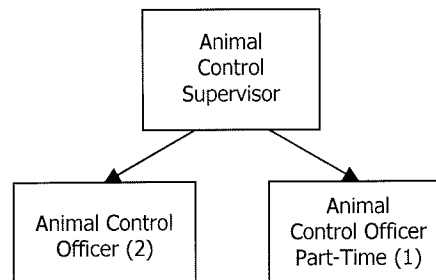 Animal
Control
Supervisor
Animal Control
Officer (2)
Animal
Control Officer
Part-Time (1)